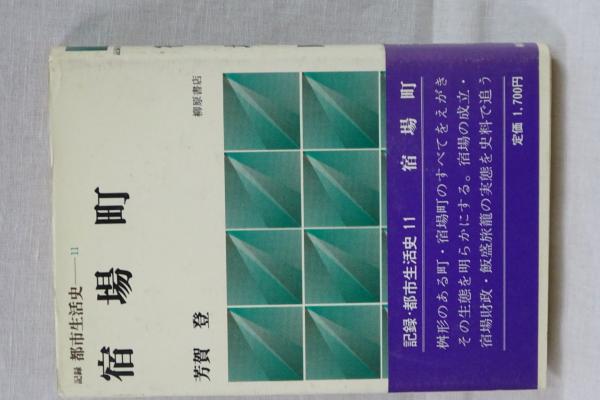 記録 都市生活史――11
宿場町
芳賀 登
柳原書店
記録・都市生活史 11 宿場町
桝形のある町・宿場町のすべてをえがき
その生態を明らかにする。宿場の成立・
宿場財政・飯盛旅籠の実態を史料で追う
定価 1,700円